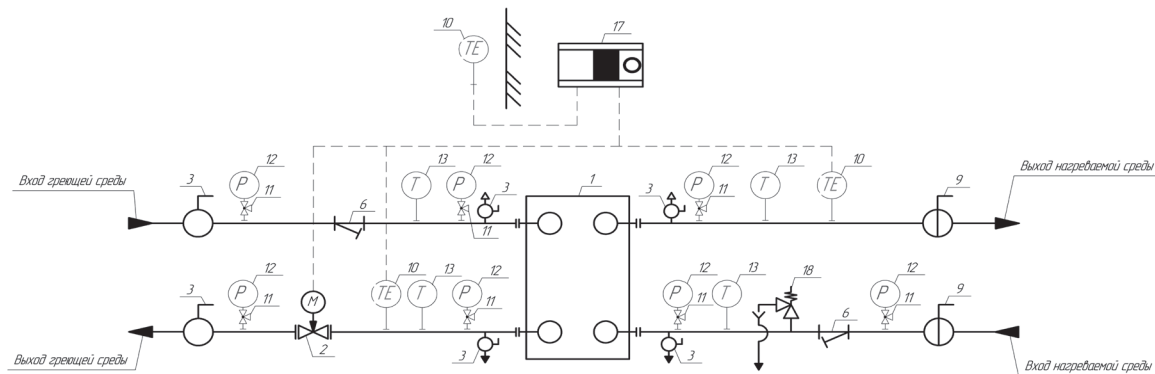 10
TE
17
Вход греющей среды
3
12
P
11
6
13
T
12
P
11
3
1
3
12
P
11
13
T
10
TE
9
Выход нагреваемой среды
3
12
P
11
M
2
10
TE
13
T
12
P
11
3
12
P
11
3
13
T
18
6
12
P
11
9
Выход греющей среды
Вход нагреваемой среды